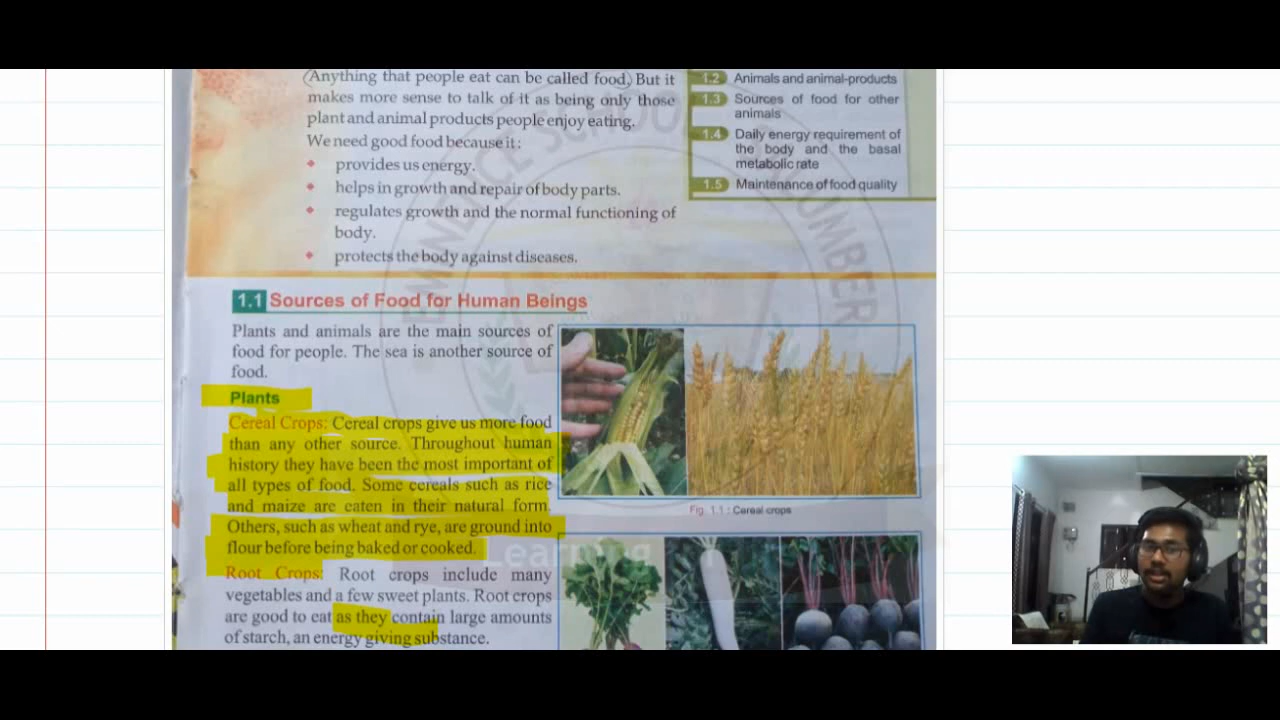 (Anything that people eat can be called food.) But it
makes more sense to talk of it as being only those
plant and animal products people enjoy eating.
We need good food because it :
provides us energy.
helps in growth and repair of body parts.
regulates growth and the normal functioning of
body.
protects the body against diseases.
1.2 Animals and animal-products
1.3 Sources of food for other
animals
1.4 Daily energy requirement of
the body and the basal
metabolic rate
1.5 Maintenance of food quality
1.1 Sources of Food for Human Beings
Plants and animals are the main sources of
food for people. The sea is another source of
food.
Plants
Cereal Crops: Cereal crops give us more food
than any other source. Throughout human
history they have been the most important of
all types of food. Some cereals such as rice
and maize are eaten in their natural form.
Others, such as wheat and rye, are ground into
flour before being baked or cooked.
Root Crops: Root crops include many
vegetables and a few sweet plants. Root crops
are good to eat as they contain large amounts
of starch, an energy giving substance.
Fig. 1.1 : Cereal crops
Learning